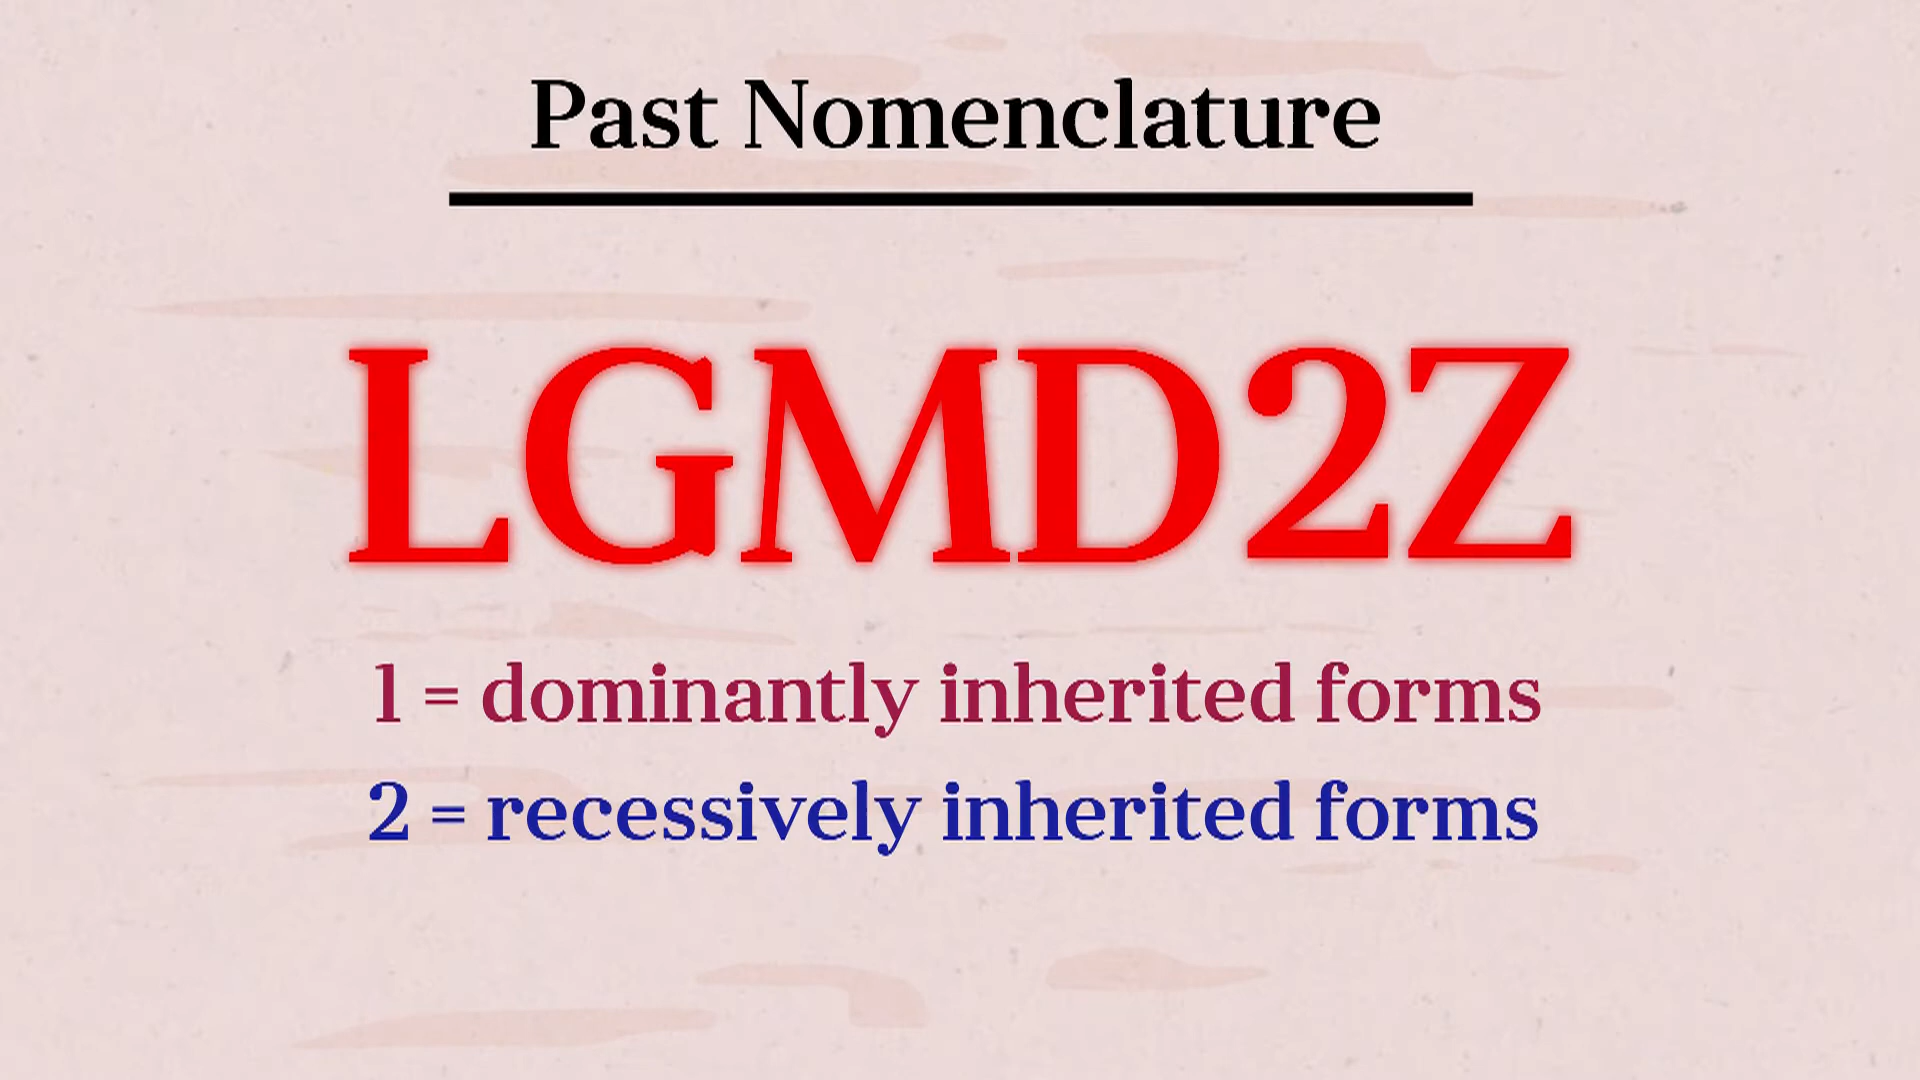 Past Nomenclature
LGMD2Z
1 = dominantly inherited forms
2 = recessively inherited forms